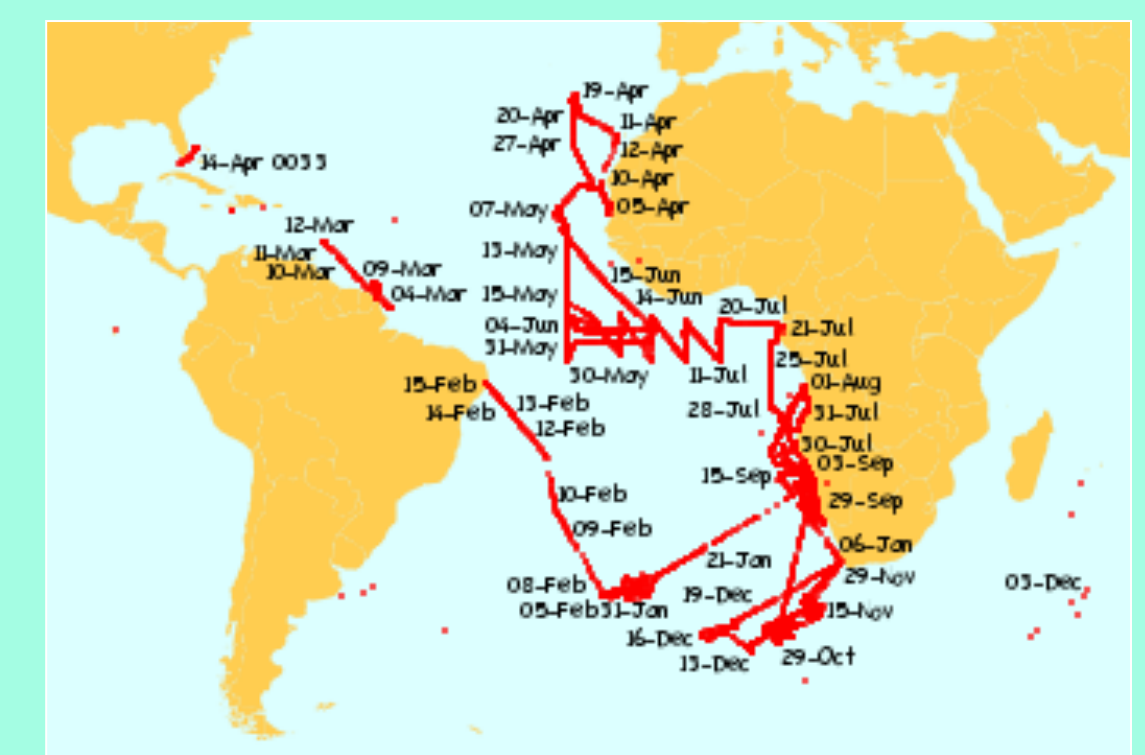 19-Apr
20-Apr
11-Apr
27-Apr
12-Apr
14-Apr 0033
10-Apr
05-Apr
07-May
12-Mar
13-May
11-Mar
10-Mar
09-Mar
15-Jun
04-Mar
15-May
14-Jun
20-Jul
04-Jun
21-Jul
31-May
25-Jul
30-May
11-Jul
01-Aug
15-Feb
13-Feb
28-Jul
31-Jul
14-Feb
12-Feb
30-Jul
03-Sep
15-Sep
10-Feb
29-Sep
09-Feb
06-Jan
21-Jan
29-Nov
08-Feb
03-Dec
19-Dec
05-Feb31-Jan
15-Nov
16-Dec
29-Oct
13-Dec